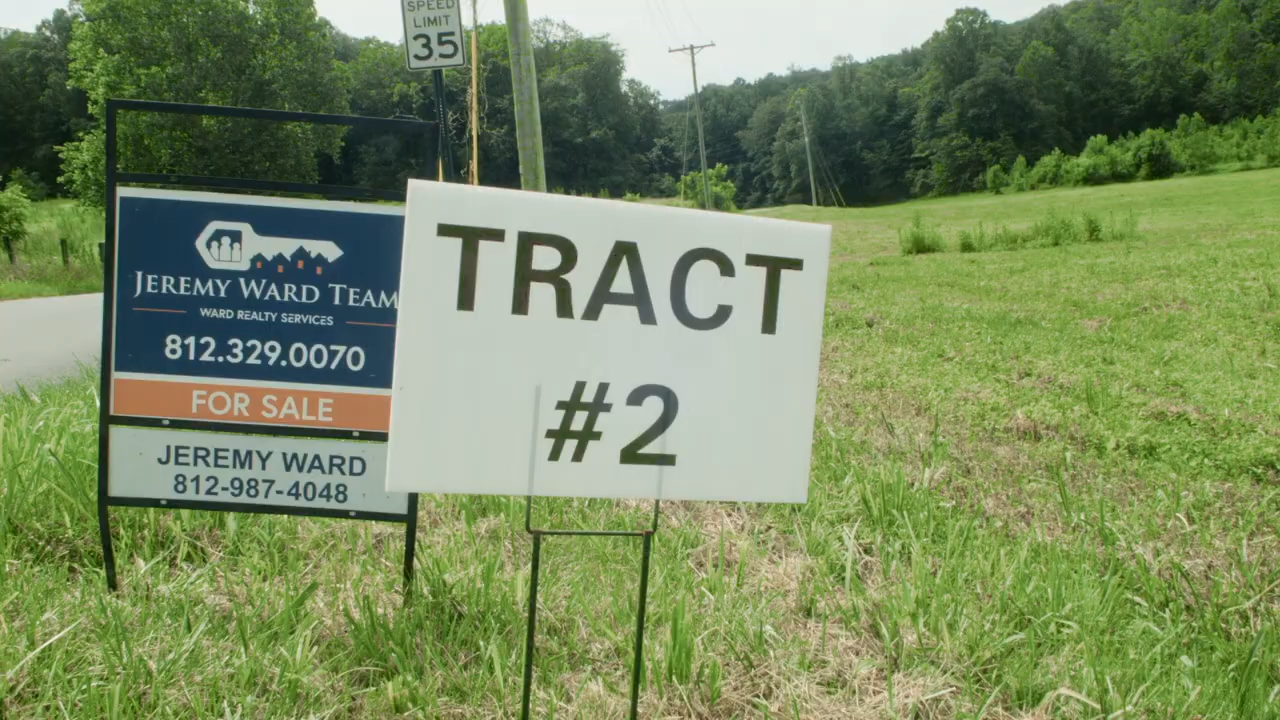 SPEED
LIMIT
35
JEREMY WARD TEAM
WARD REALTY SERVICES
812.329.0070
FOR SALE
JEREMY WARD
812-987-4048
TRACT
#2